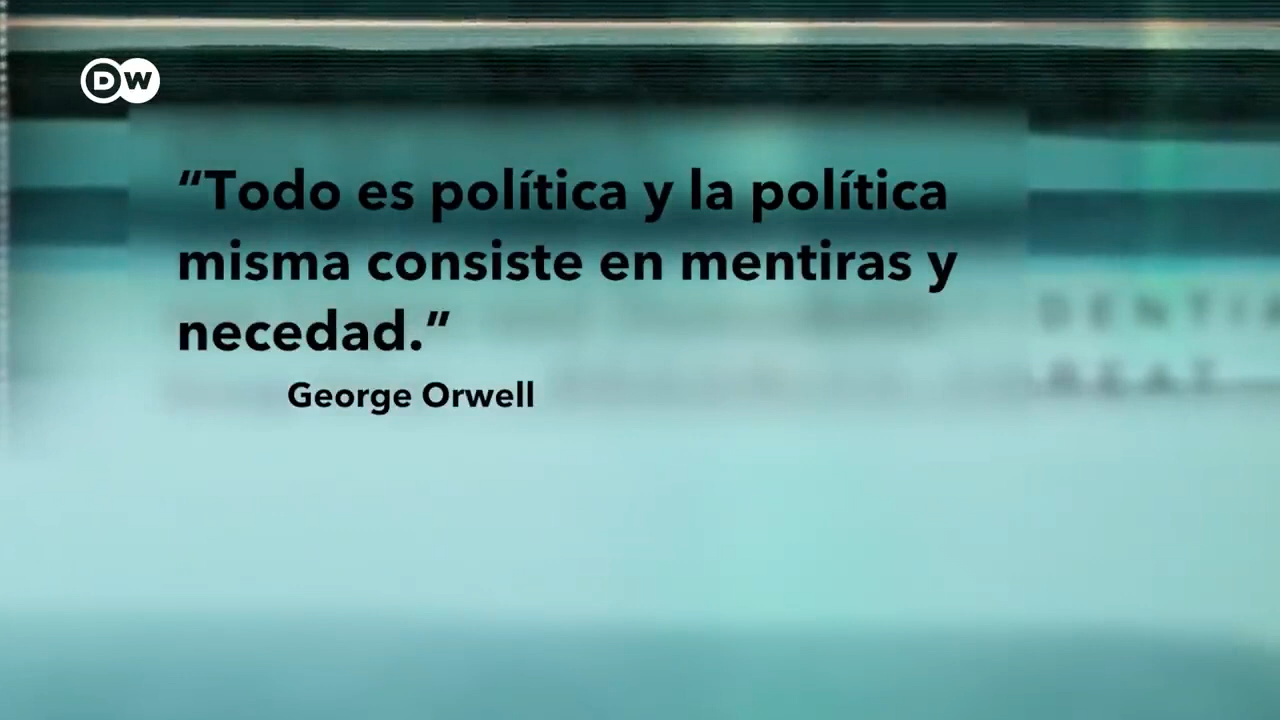 DW
“Todo es política y la política
misma consiste en mentiras y
necedad.”
George Orwell